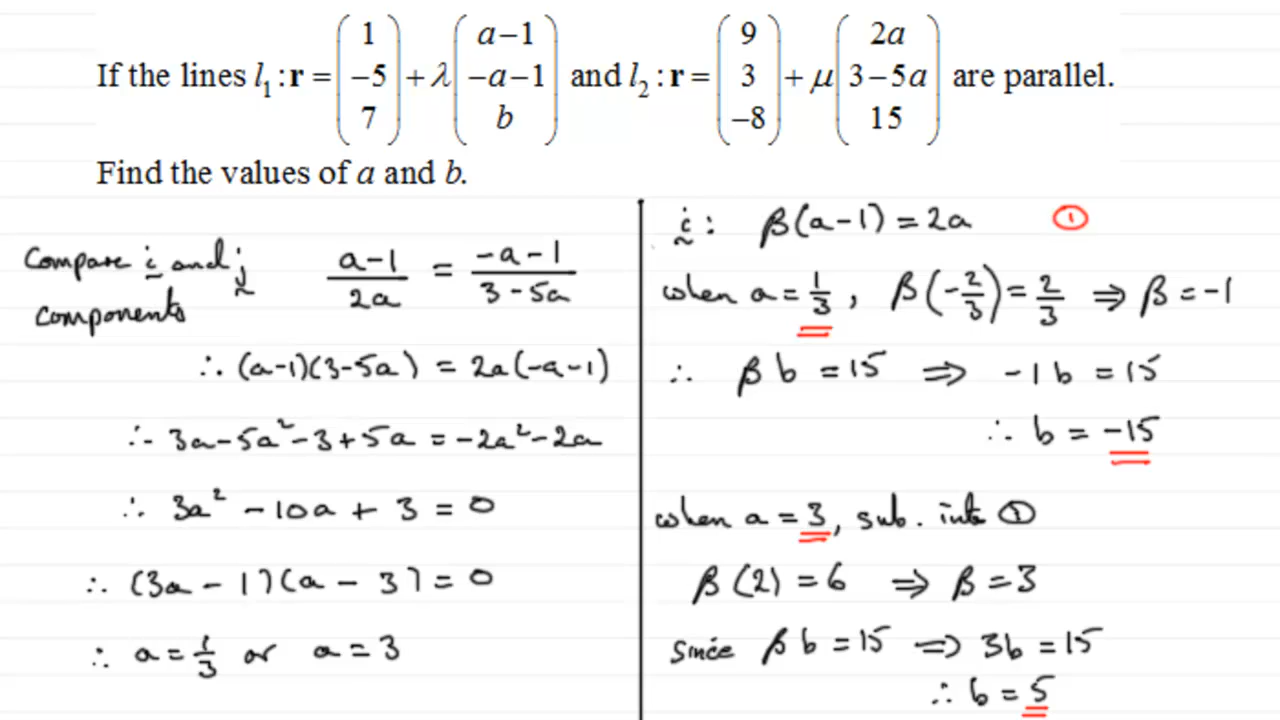 If the lines l₁ : r = (1, −5, 7) + λ (a−1, −a−1, b) and l₂ : r = (9, 3, −8) + μ (2a, 3−5a, 15) are parallel.
Find the values of a and b.
Compare i and j
components
(a-1)/2a = (-a-1)/(3-5a)
∴ (a-1)(3-5a) = 2a(-a-1)
∴ 3a-5a²-3+5a = -2a²-2a
∴ 3a² - 10a + 3 = 0
∴ (3a - 1)(a - 3) = 0
∴ a = 1/3 or a = 3
i : β(a-1) = 2a ①
when a = 1/3, β(-2/3) = 2/3 ⇒ β = -1
∴ βb = 15 ⇒ -1b = 15
∴ b = -15
when a = 3, sub. into ①
β(2) = 6 ⇒ β = 3
since βb = 15 ⇒ 3b = 15
∴ b = 5